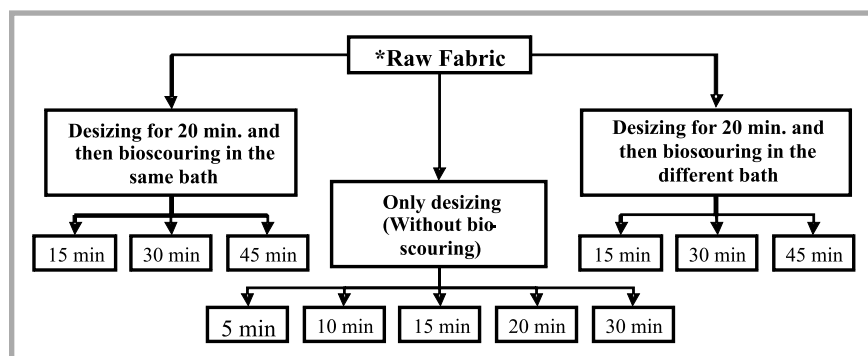 *Raw Fabric
Desizing for 20 min. and
then bioscouring in the
same bath
15 min
30 min
45 min
Only desizing
(Without bio-
scouring)
5 min
10 min
15 min
20 min
30 min
Desizing for 20 min. and
then bioscouring in the
different bath
15 min
30 min
45 min